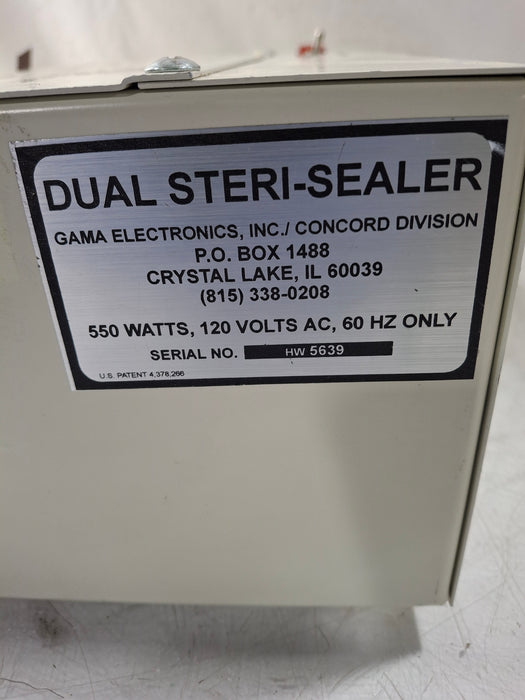 DUAL STERI-SEALER
GAMA ELECTRONICS, INC./ CONCORD DIVISION
P.O. BOX 1488
CRYSTAL LAKE, IL 60039
(815) 338-0208
550 WATTS, 120 VOLTS AC, 60 HZ ONLY
SERIAL NO. HW 5639
U.S. PATENT 4,378,266